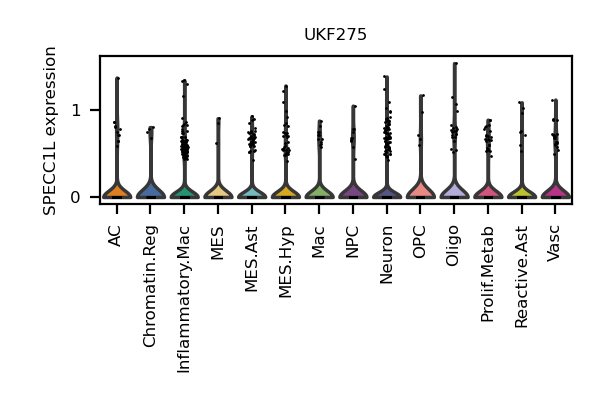 UKF275
SPECC1L expression
1
0
AC
Chromatin.Reg
Inflammatory.Mac
MES
MES.Ast
MES.Hyp
Mac
NPC
Neuron
OPC
Oligo
Prolif.Metab
Reactive.Ast
Vasc